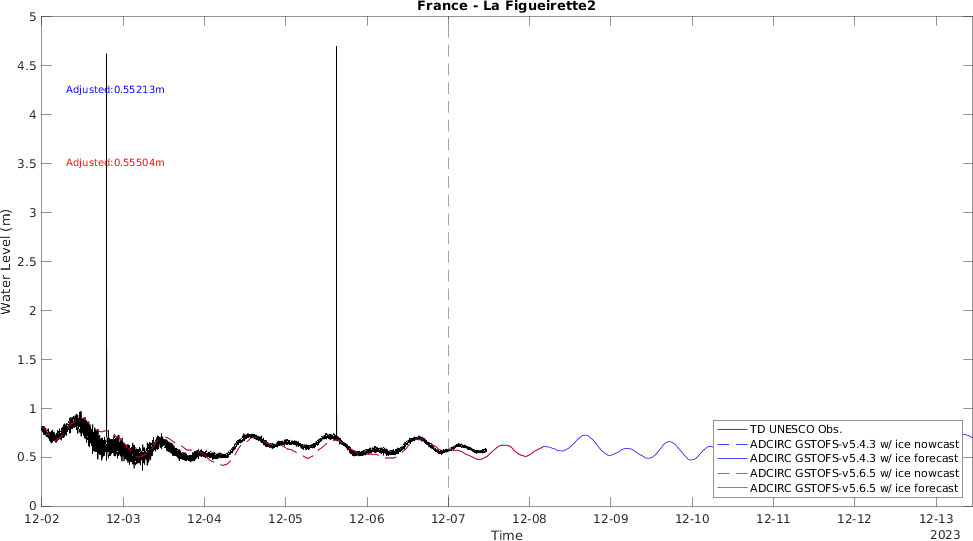 France - La Figueirette2
5
4.5
4
3.5
3
2.5
2
1.5
1
0.5
0
Water Level (m)
Adjusted:0.55213m
Adjusted:0.55504m
TD UNESCO Obs.
ADCIRC GSTOFS-v5.4.3 w/ ice nowcast
ADCIRC GSTOFS-v5.4.3 w/ ice forecast
ADCIRC GSTOFS-v5.6.5 w/ ice nowcast
ADCIRC GSTOFS-v5.6.5 w/ ice forecast
12-02 12-03 12-04 12-05 12-06 12-07 12-08 12-09 12-10 12-11 12-12 12-13
2023
Time